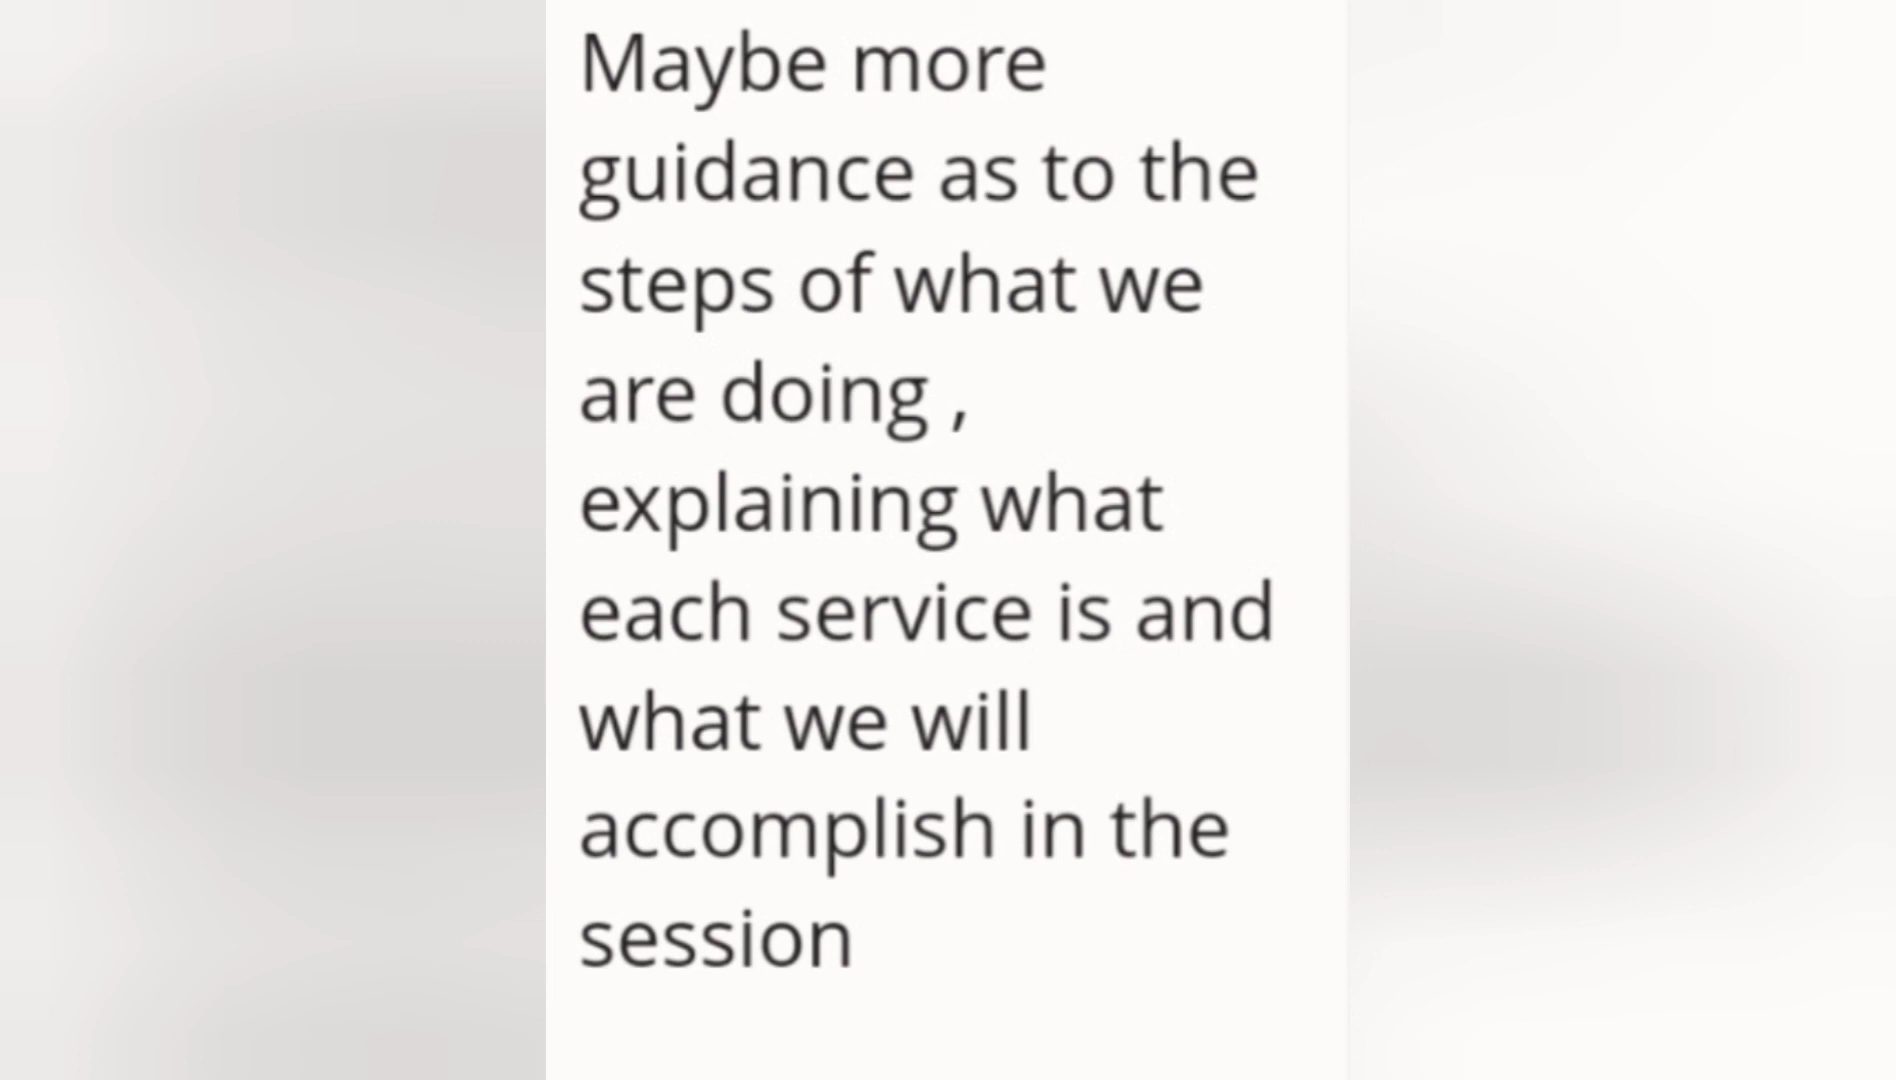 Maybe more
guidance as to the
steps of what we
are doing ,
explaining what
each service is and
what we will
accomplish in the
session